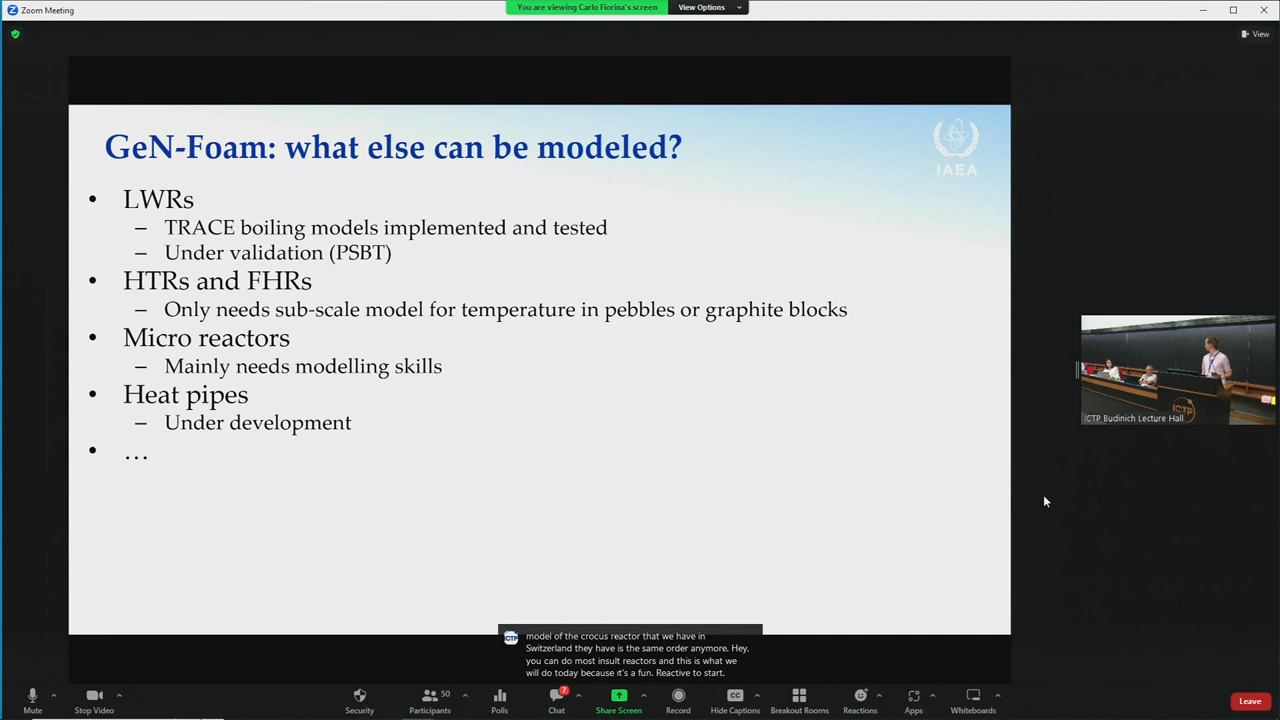 Zoom Meeting
You are viewing Carlo Fiorina's screen
View Options
View
GeN-Foam: what else can be modeled?
IAEA
• LWRs
– TRACE boiling models implemented and tested
– Under validation (PSBT)
• HTRs and FHRs
– Only needs sub-scale model for temperature in pebbles or graphite blocks
• Micro reactors
– Mainly needs modelling skills
• Heat pipes
– Under development
• …
ICTP
ICTP Budinich Lecture Hall
ICTP
model of the crocus reactor that we have in
Switzerland they have is the same order anymore. Hey,
you can do most insult reactors and this is what we
will do today because it's a fun. Reactive to start.
Mute
Stop Video
Security
50
Participants
Polls
7
Chat
Share Screen
Record
CC
Hide Captions
Breakout Rooms
Reactions
Apps
Whiteboards
Leave